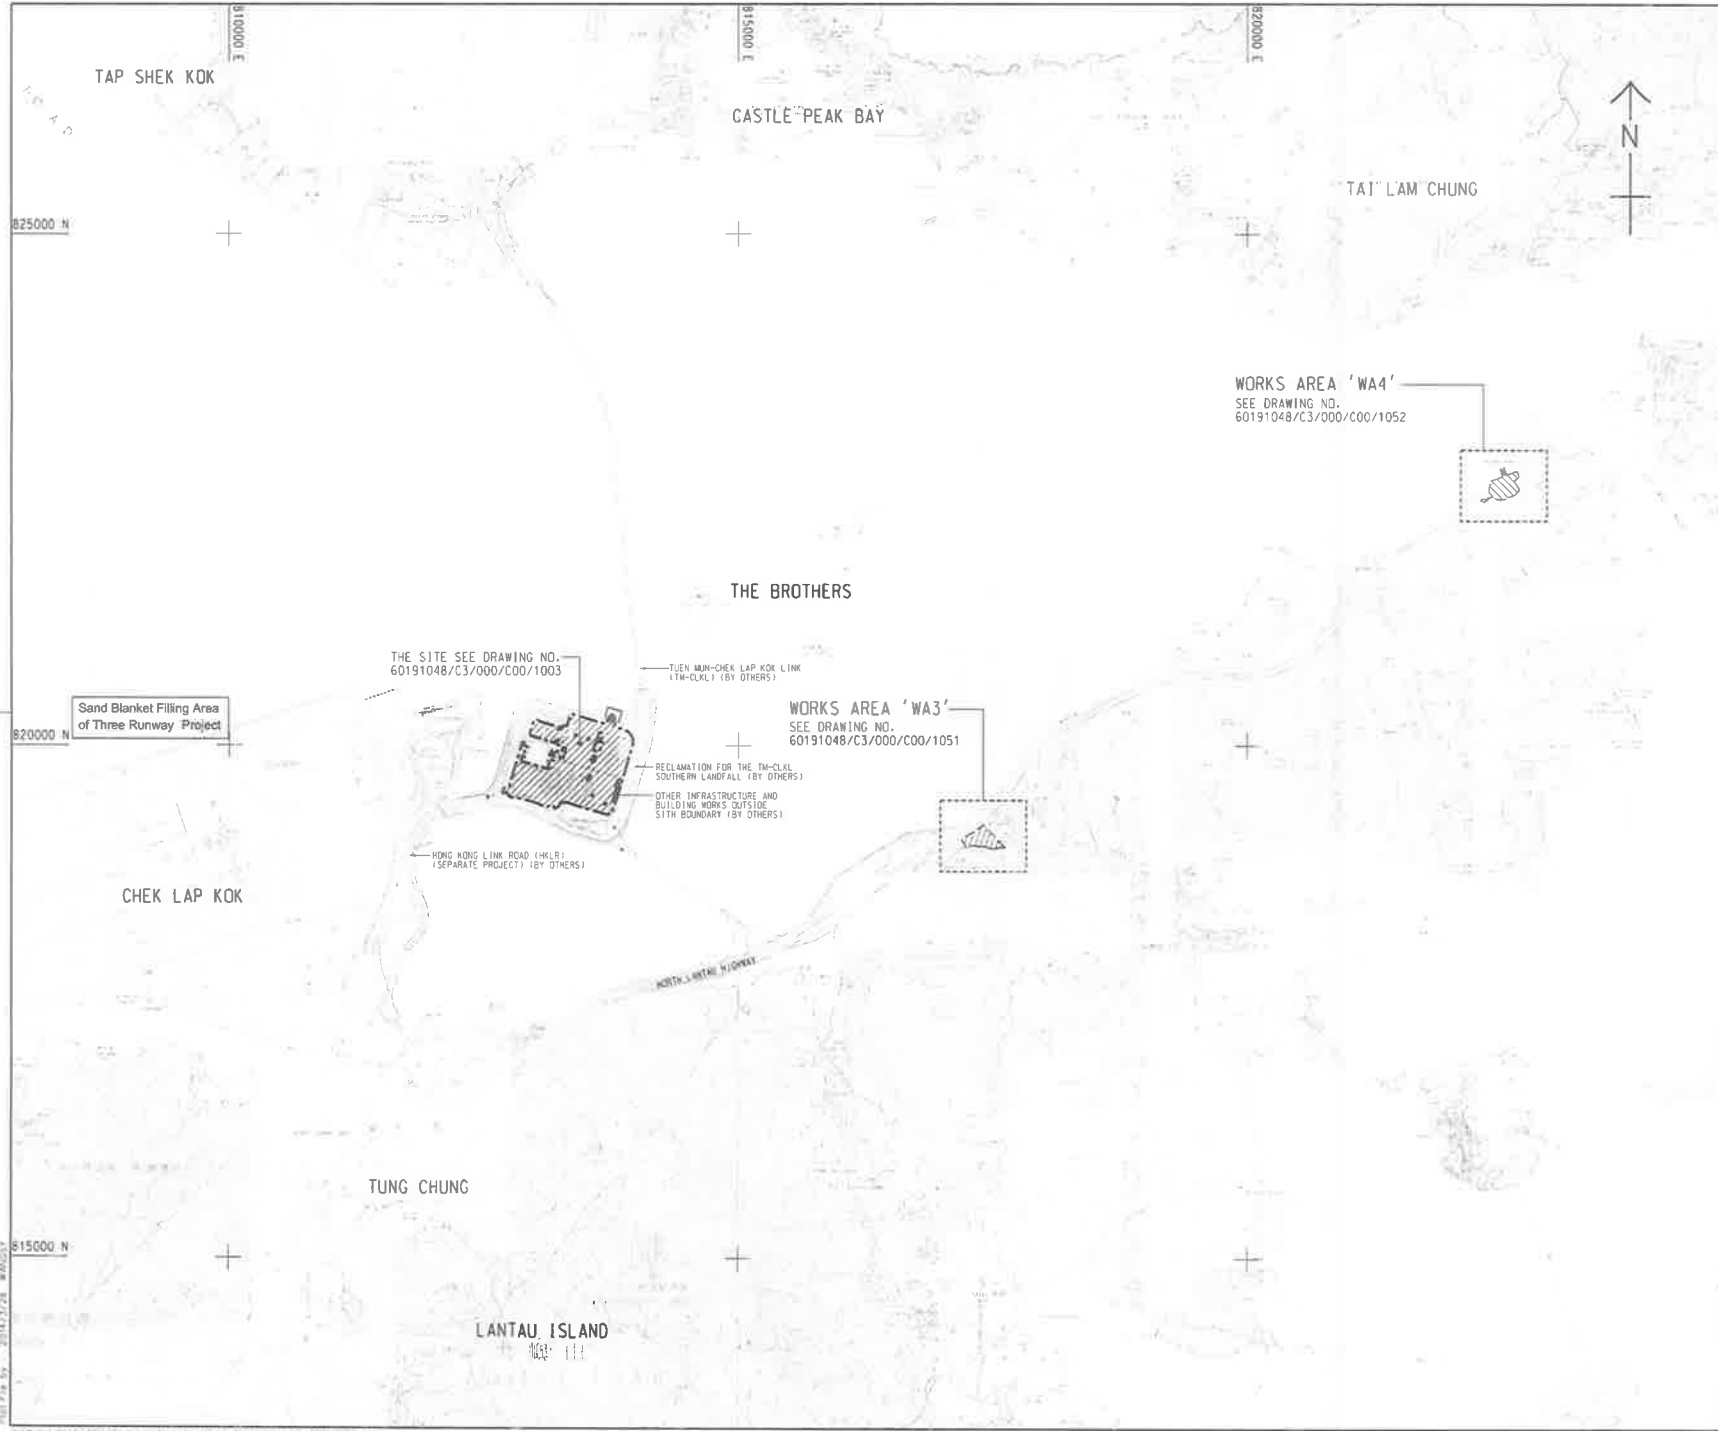 810000 E
815000 E
820000 E
TAP SHEK KOK
CASTLE PEAK BAY
N
TAI LAM CHUNG
825000 N
WORKS AREA 'WA4'
SEE DRAWING NO.
60191048/C3/000/C00/1052
THE BROTHERS
THE SITE SEE DRAWING NO.
60191048/C3/000/C00/1003
TUEN MUN-CHEK LAP KOK LINK
(TM-CLKL) (BY OTHERS)
Sand Blanket Filling Area
of Three Runway Project
820000 N
WORKS AREA 'WA3'
SEE DRAWING NO.
60191048/C3/000/C00/1051
RECLAMATION FOR THE TM-CLKL
SOUTHERN LANDFALL (BY OTHERS)
OTHER INFRASTRUCTURE AND
BUILDING WORKS OUTSIDE
SITH BOUNDARY (BY OTHERS)
HONG KONG LINK ROAD (HKLR)
(SEPARATE PROJECT) (BY OTHERS)
CHEK LAP KOK
NORTH LANTAU HIGHWAY
TUNG CHUNG
815000 N
LANTAU ISLAND